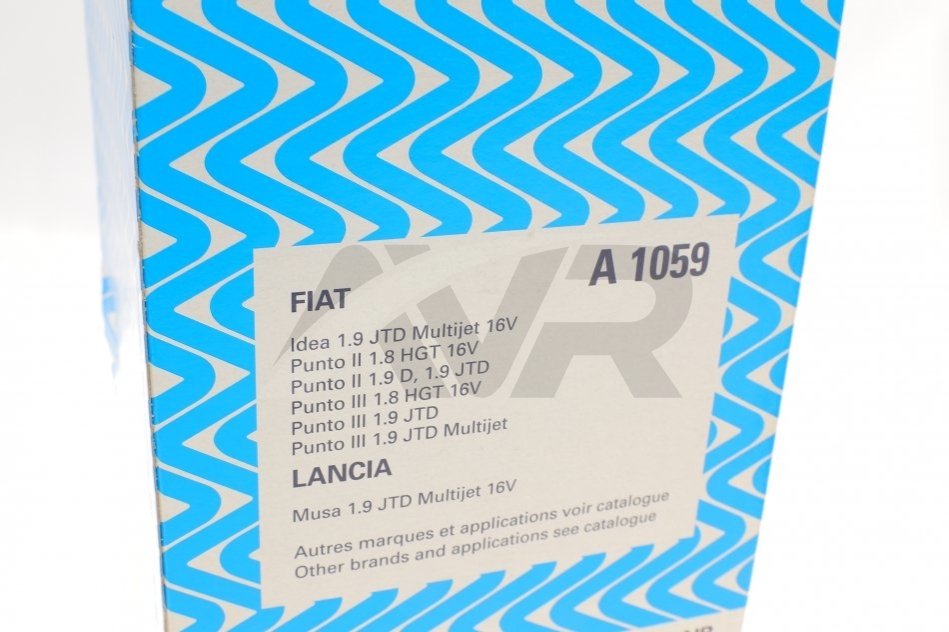 A 1059
FIAT
Idea 1.9 JTD Multijet 16V
Punto II 1.8 HGT 16V
Punto II 1.9 D, 1.9 JTD
Punto III 1.8 HGT 16V
Punto III 1.9 JTD
Punto III 1.9 JTD Multijet
LANCIA
Musa 1.9 JTD Multijet 16V
Autres marques et applications voir catalogue
Other brands and applications see catalogue
AVR